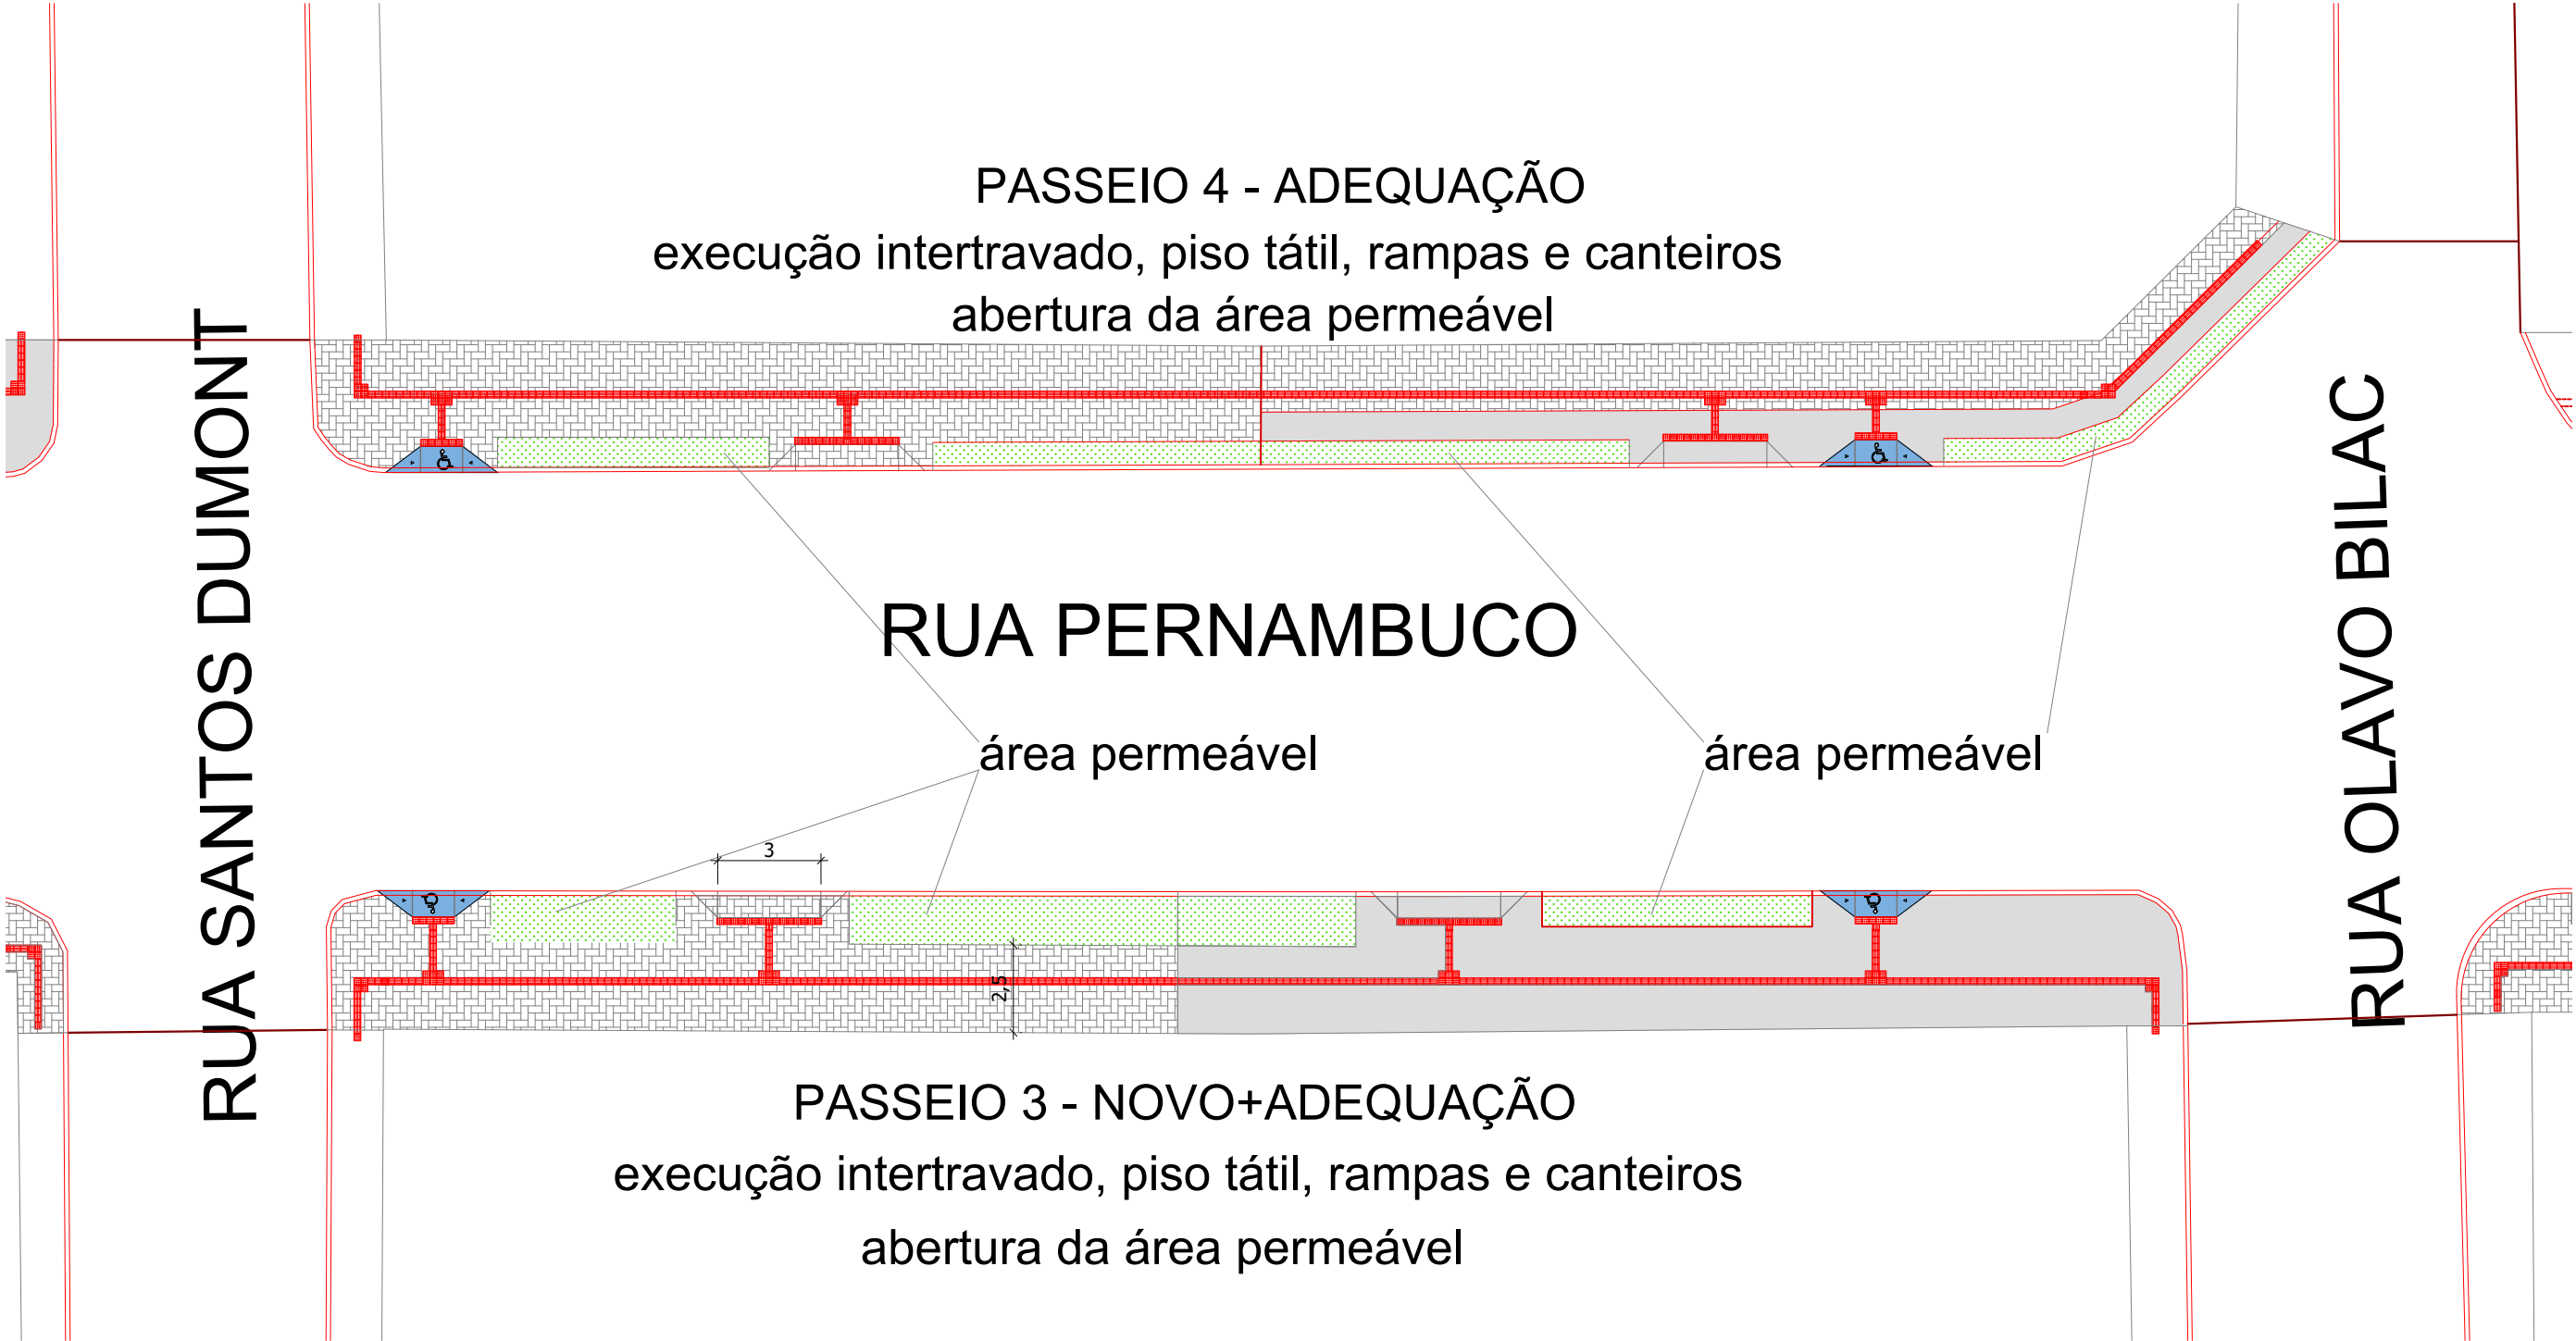 PASSEIO 4 - ADEQUAÇÃO
execução intertravado, piso tátil, rampas e canteiros
abertura da área permeável
RUA SANTOS DUMONT
RUA PERNAMBUCO
RUA OLAVO BILAC
área permeável
área permeável
3
2,5
PASSEIO 3 - NOVO+ADEQUAÇÃO
execução intertravado, piso tátil, rampas e canteiros
abertura da área permeável